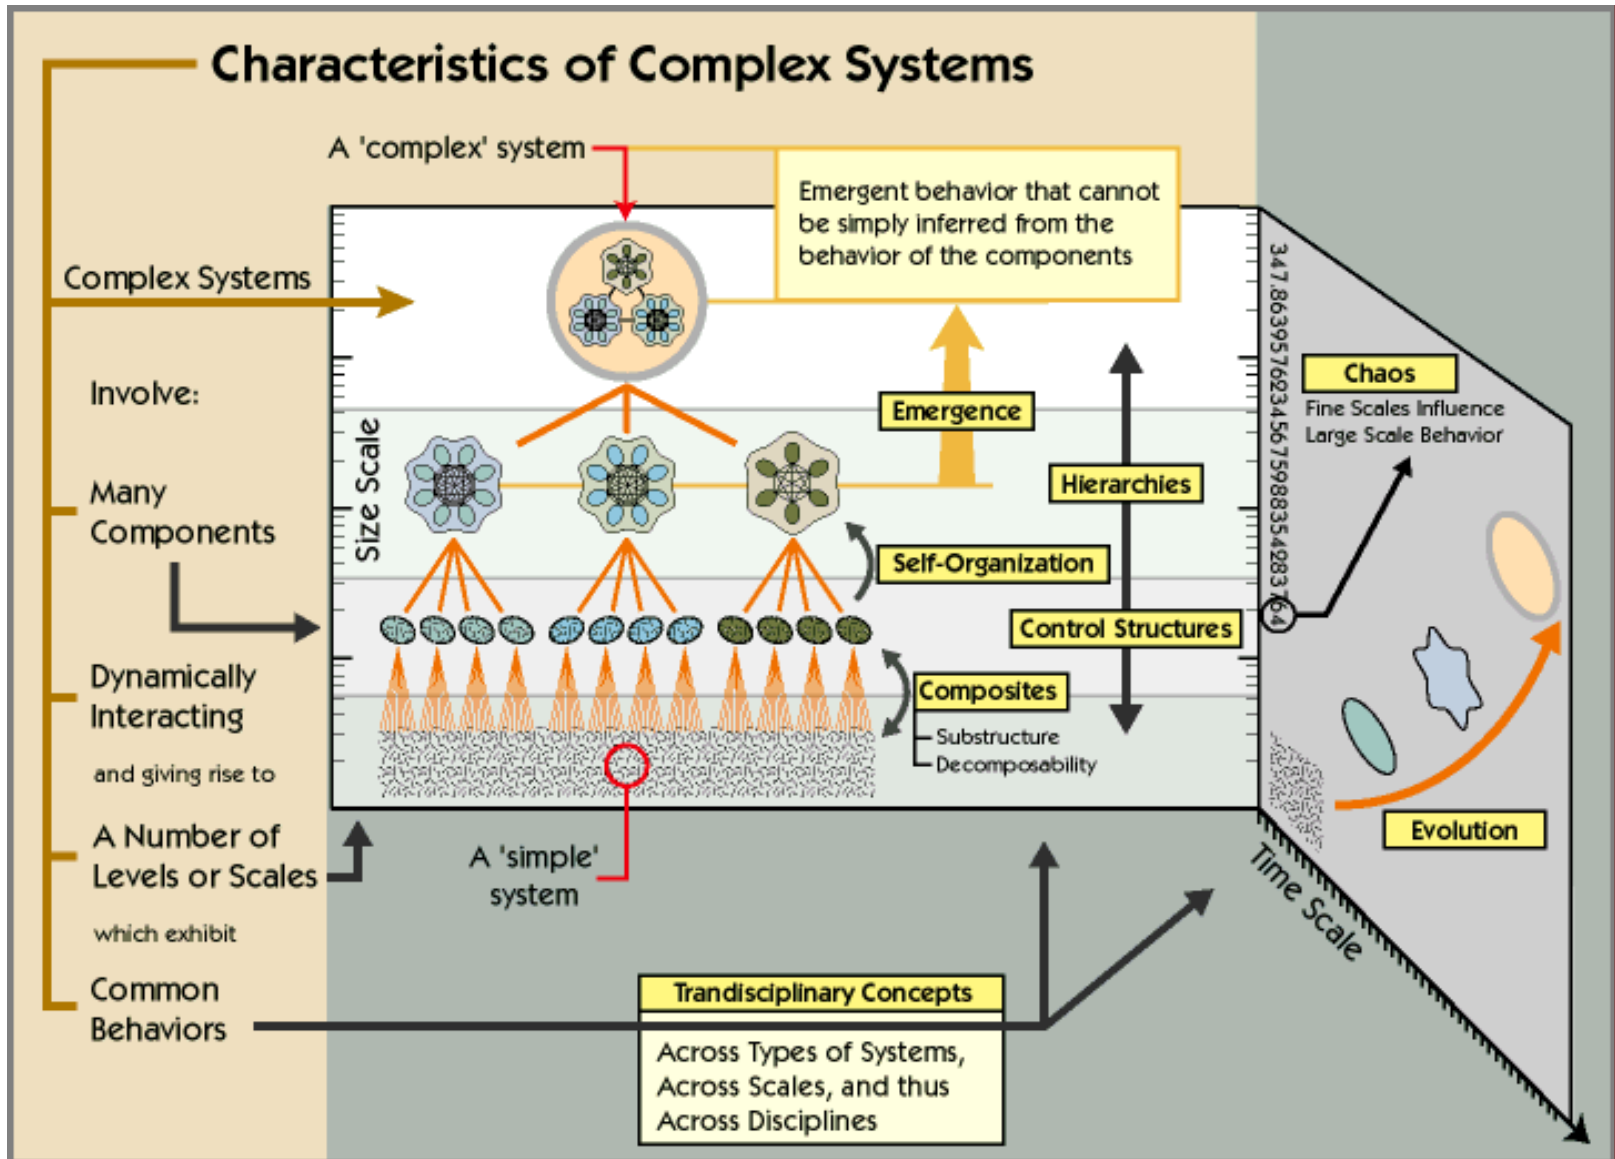 Characteristics of Complex Systems
A 'complex' system
Emergent behavior that cannot
be simply inferred from the
behavior of the components
Complex Systems
Involve:
Many
Components
Dynamically
Interacting
and giving rise to
A Number of
Levels or Scales
which exhibit
Common
Behaviors
Size Scale
Emergence
Hierarchies
Self-Organization
Control Structures
Composites
Substructure
Decomposability
A 'simple'
system
347.86395762345675988354283764
Chaos
Fine Scales Influence
Large Scale Behavior
Evolution
Time Scale
Trandisciplinary Concepts
Across Types of Systems,
Across Scales, and thus
Across Disciplines